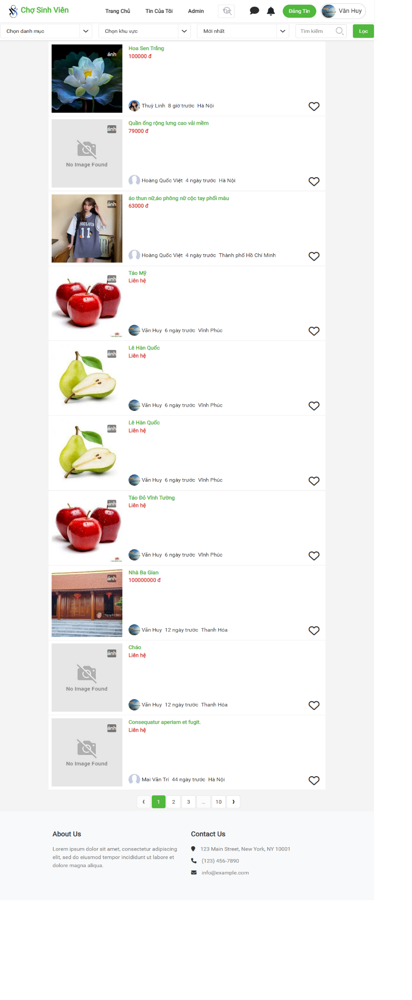 Chợ Sinh Viên
Trang Chủ
Tin Của Tôi
Admin
Đăng Tin
Văn Huy
Chọn danh mục
Chọn khu vực
Mới nhất
Tìm kiếm
Lọc
ảnh
Hoa Sen Trắng
100000 đ
Thuỳ Linh 8 giờ trước Hà Nội
ảnh
No Image Found
Quần ống rộng lưng cao vải mềm
79000 đ
Hoàng Quốc Việt 4 ngày trước Hà Nội
ảnh
NELUID
11
áo thun nữ,áo phông nữ cộc tay phối màu
63000 đ
Hoàng Quốc Việt 4 ngày trước Thành phố Hồ Chí Minh
ảnh
Táo Mỹ
Liên hệ
Văn Huy 6 ngày trước Vĩnh Phúc
ảnh
Lê Hàn Quốc
Liên hệ
Văn Huy 6 ngày trước Vĩnh Phúc
ảnh
Lê Hàn Quốc
Liên hệ
Văn Huy 6 ngày trước Vĩnh Phúc
ảnh
Táo Đỏ Vĩnh Tường
Liên hệ
Văn Huy 6 ngày trước Vĩnh Phúc
ảnh
Nguyễn Đức
Nhà Ba Gian
100000000 đ
Văn Huy 12 ngày trước Thanh Hóa
ảnh
No Image Found
Cháo
Liên hệ
Văn Huy 12 ngày trước Thanh Hóa
ảnh
No Image Found
Consequatur aperiam et fugit.
Liên hệ
Mai Văn Trí 44 ngày trước Hà Nội
‹ 1 2 3 ... 10 ›
About Us
Lorem ipsum dolor sit amet, consectetur adipiscing
elit, sed do eiusmod tempor incididunt ut labore et
dolore magna aliqua.
Contact Us
123 Main Street, New York, NY 10001
(123) 456-7890
info@example.com